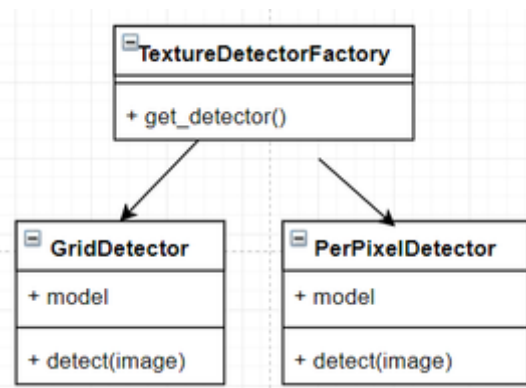 TextureDetectorFactory
+ get_detector()
GridDetector
+ model
+ detect(image)
PerPixelDetector
+ model
+ detect(image)